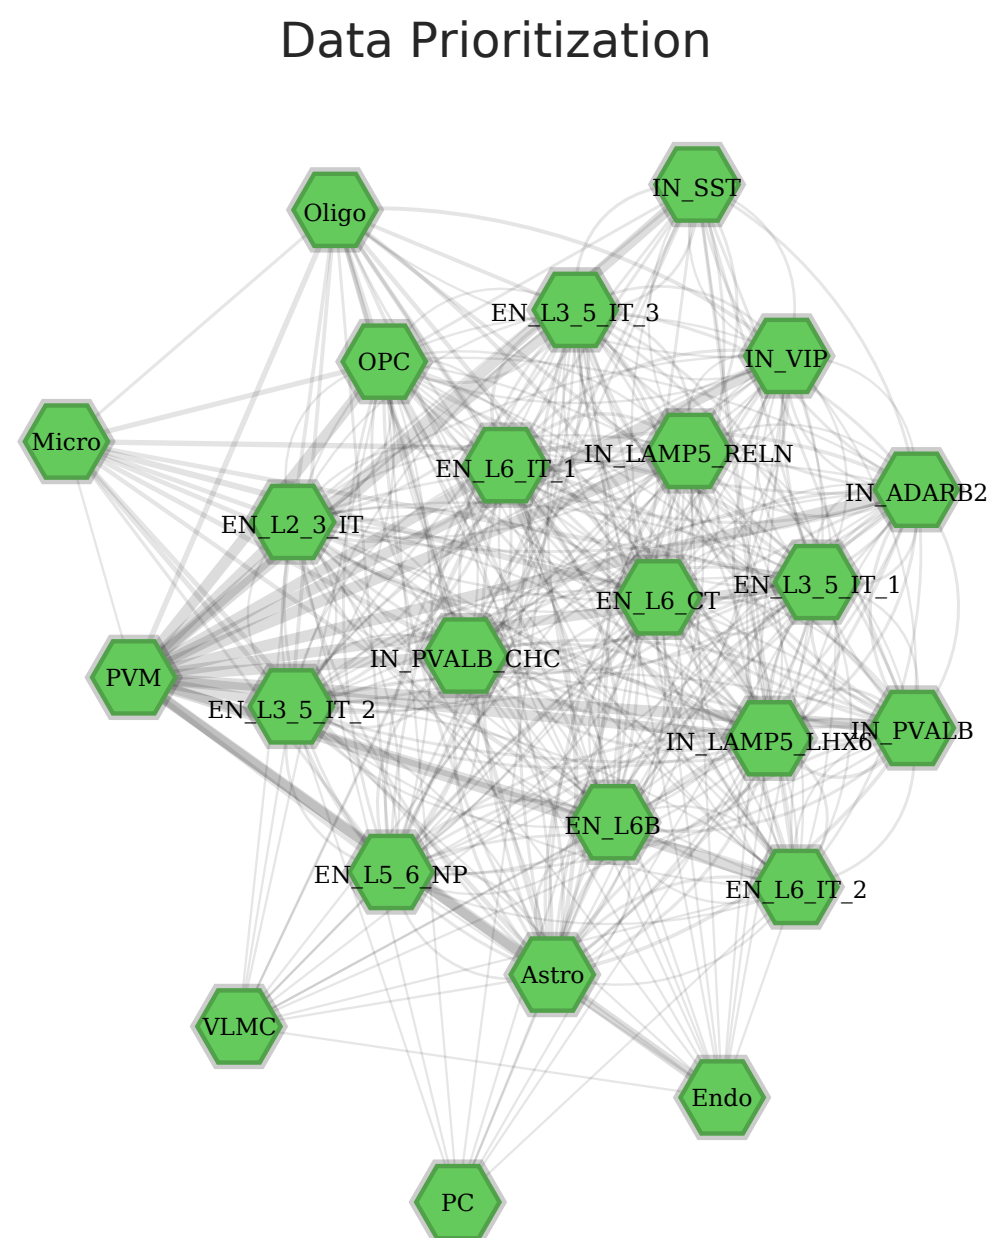 Data Prioritization
IN_SST
Oligo
EN_L3_5_IT_3
IN_VIP
OPC
Micro
IN_LAMP5_RELN
EN_L6_IT_1
IN_ADARB2
EN_L2_3_IT
EN_L3_5_IT_1
EN_L6_CT
IN_PVALB_CHC
PVM
EN_L3_5_IT_2
IN_PVALB
IN_LAMP5_LHX6
EN_L6B
EN_L5_6_NP
EN_L6_IT_2
Astro
VLMC
Endo
PC